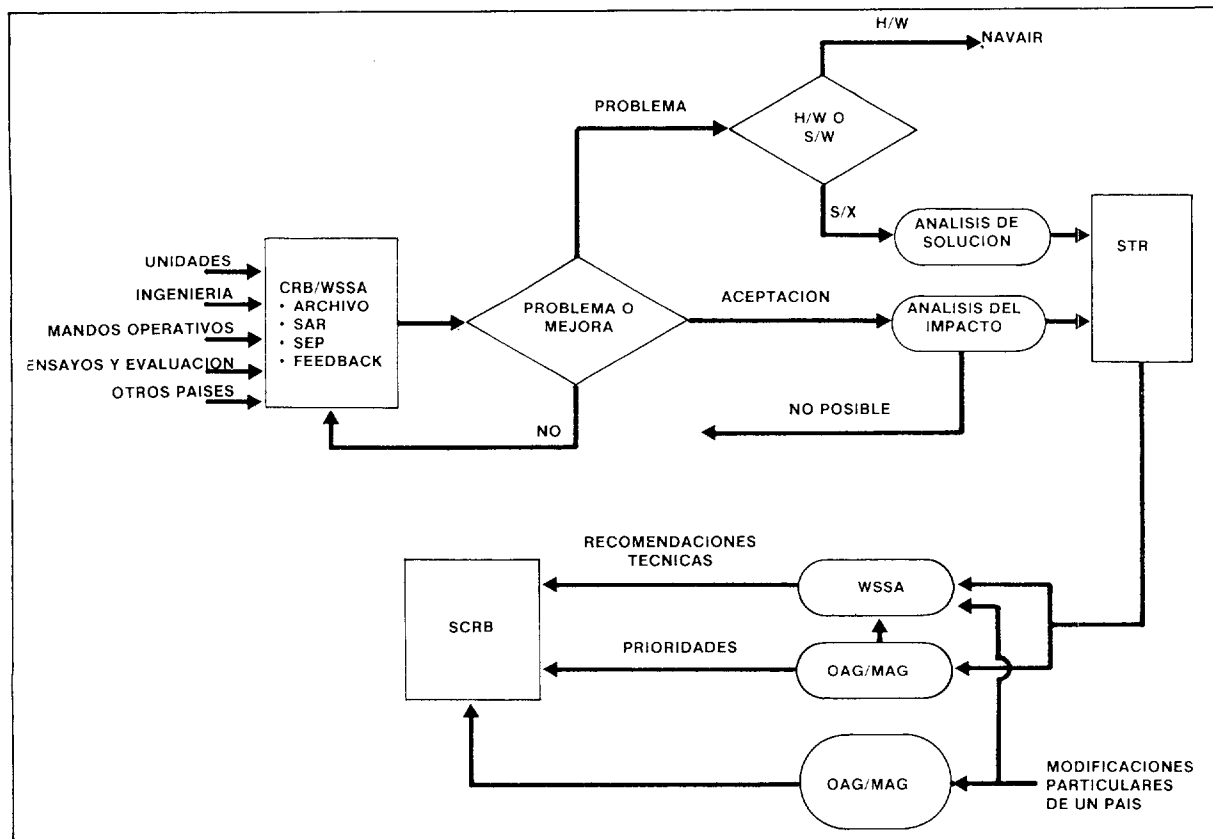 H/W
NAVAIR
PROBLEMA
H/W O
S/W
S/X
ANALISIS DE
SOLUCION
STR
UNIDADES
INGENIERIA
MANDOS OPERATIVOS
ENSAYOS Y EVALUACION
OTROS PAISES
CRB/WSSA
• ARCHIVO
• SAR
• SEP
• FEEDBACK
PROBLEMA O
MEJORA
ACEPTACION
ANALISIS DEL
IMPACTO
NO
NO POSIBLE
RECOMENDACIONES
TECNICAS
WSSA
SCRB
PRIORIDADES
OAG/MAG
OAG/MAG
MODIFICACIONES
PARTICULARES
DE UN PAIS